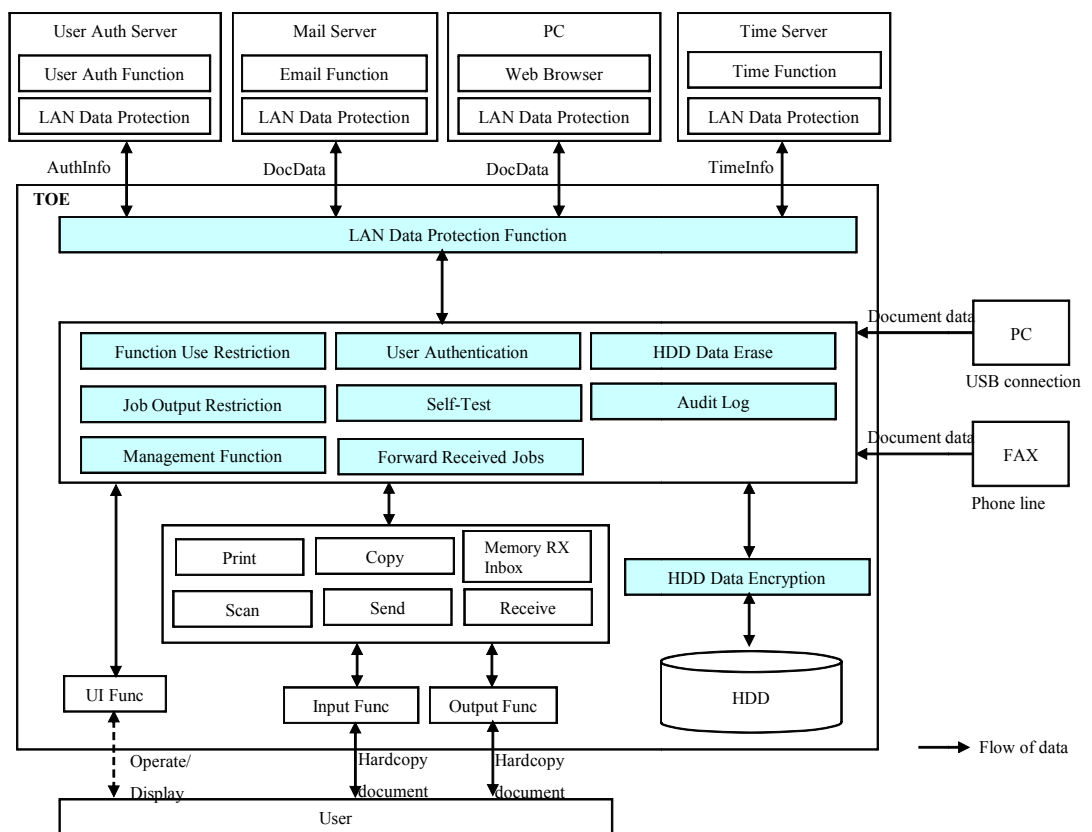 User Auth Server
Mail Server
PC
Time Server
User Auth Function
Email Function
Web Browser
Time Function
LAN Data Protection
LAN Data Protection
LAN Data Protection
LAN Data Protection
AuthInfo
DocData
DocData
TimeInfo
TOE
LAN Data Protection Function
Function Use Restriction
User Authentication
HDD Data Erase
Job Output Restriction
Self-Test
Audit Log
Management Function
Forward Received Jobs
Document data
PC
USB connection
Document data
FAX
Phone line
Print
Copy
Memory RX
Inbox
Scan
Send
Receive
HDD Data Encryption
HDD
UI Func
Input Func
Output Func
Flow of data
Operate/
Display
Hardcopy
document
Hardcopy
document
User